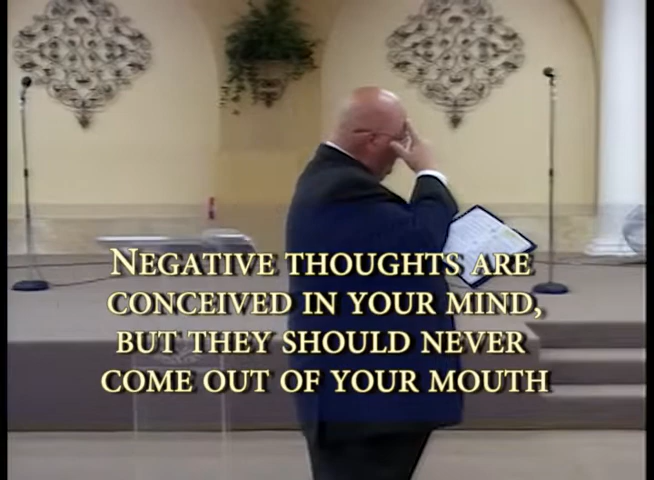 NEGATIVE THOUGHTS ARE
CONCEIVED IN YOUR MIND,
BUT THEY SHOULD NEVER
COME OUT OF YOUR MOUTH